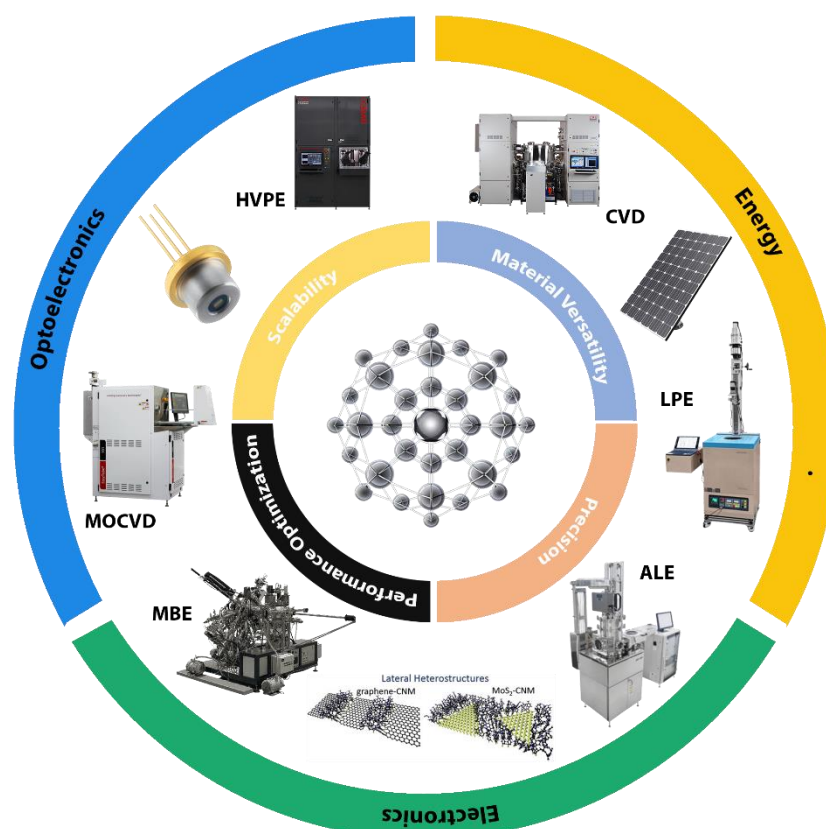 HVPE
CVD
Optoelectronics
Energy
Scalability
Material Versatility
LPE
MOCVD
Performance Optimization
Precision
ALE
MBE
Lateral Heterostructures
graphene-CNM
MoS₂-CNM
Electronics